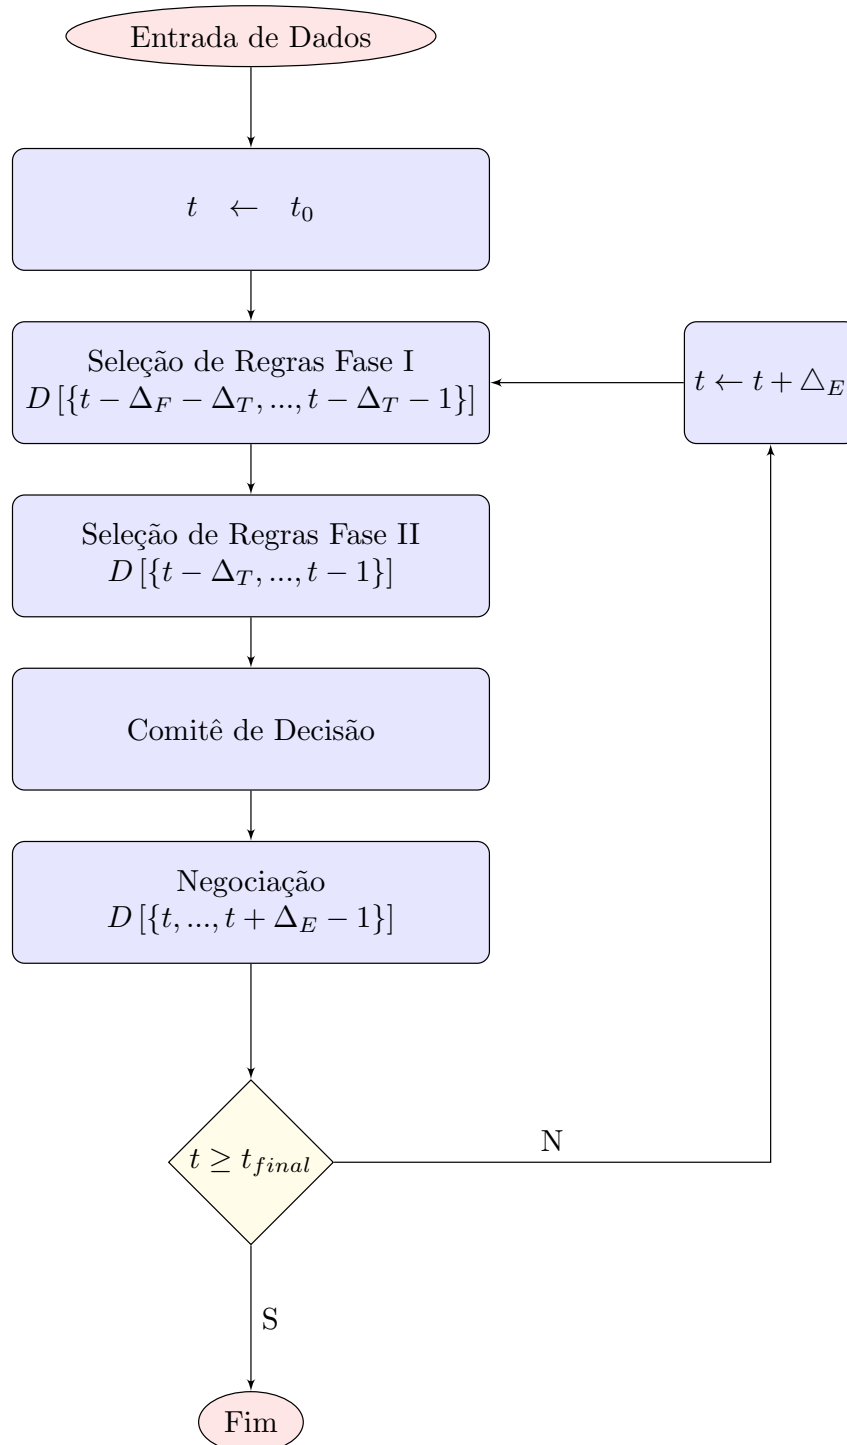 Entrada de Dados
t ← t₀
Seleção de Regras Fase I
D [{t − Δ_F − Δ_T, ..., t − Δ_T − 1}]
t ← t + △_E
Seleção de Regras Fase II
D [{t − Δ_T, ..., t − 1}]
Comitê de Decisão
Negociação
D [{t, ..., t + Δ_E − 1}]
t ≥ t_final
N
S
Fim